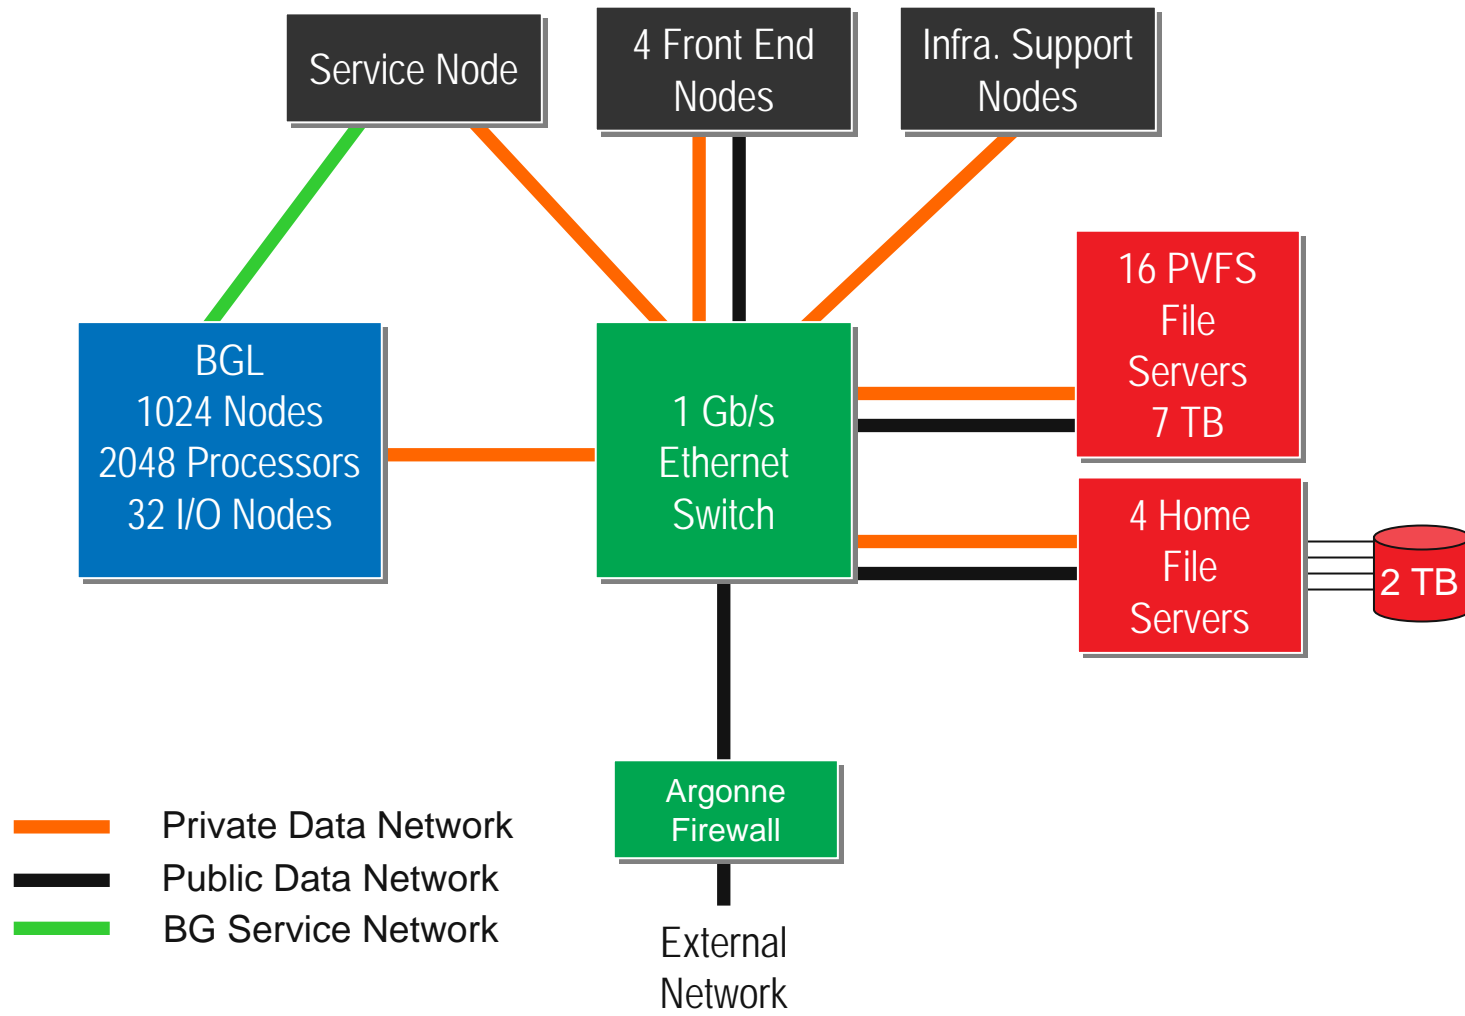 Service Node
4 Front End
Nodes
Infra. Support
Nodes
16 PVFS
File
Servers
7 TB
BGL
1024 Nodes
2048 Processors
32 I/O Nodes
1 Gb/s
Ethernet
Switch
4 Home
File
Servers
2 TB
Argonne
Firewall
Private Data Network
Public Data Network
BG Service Network
External
Network